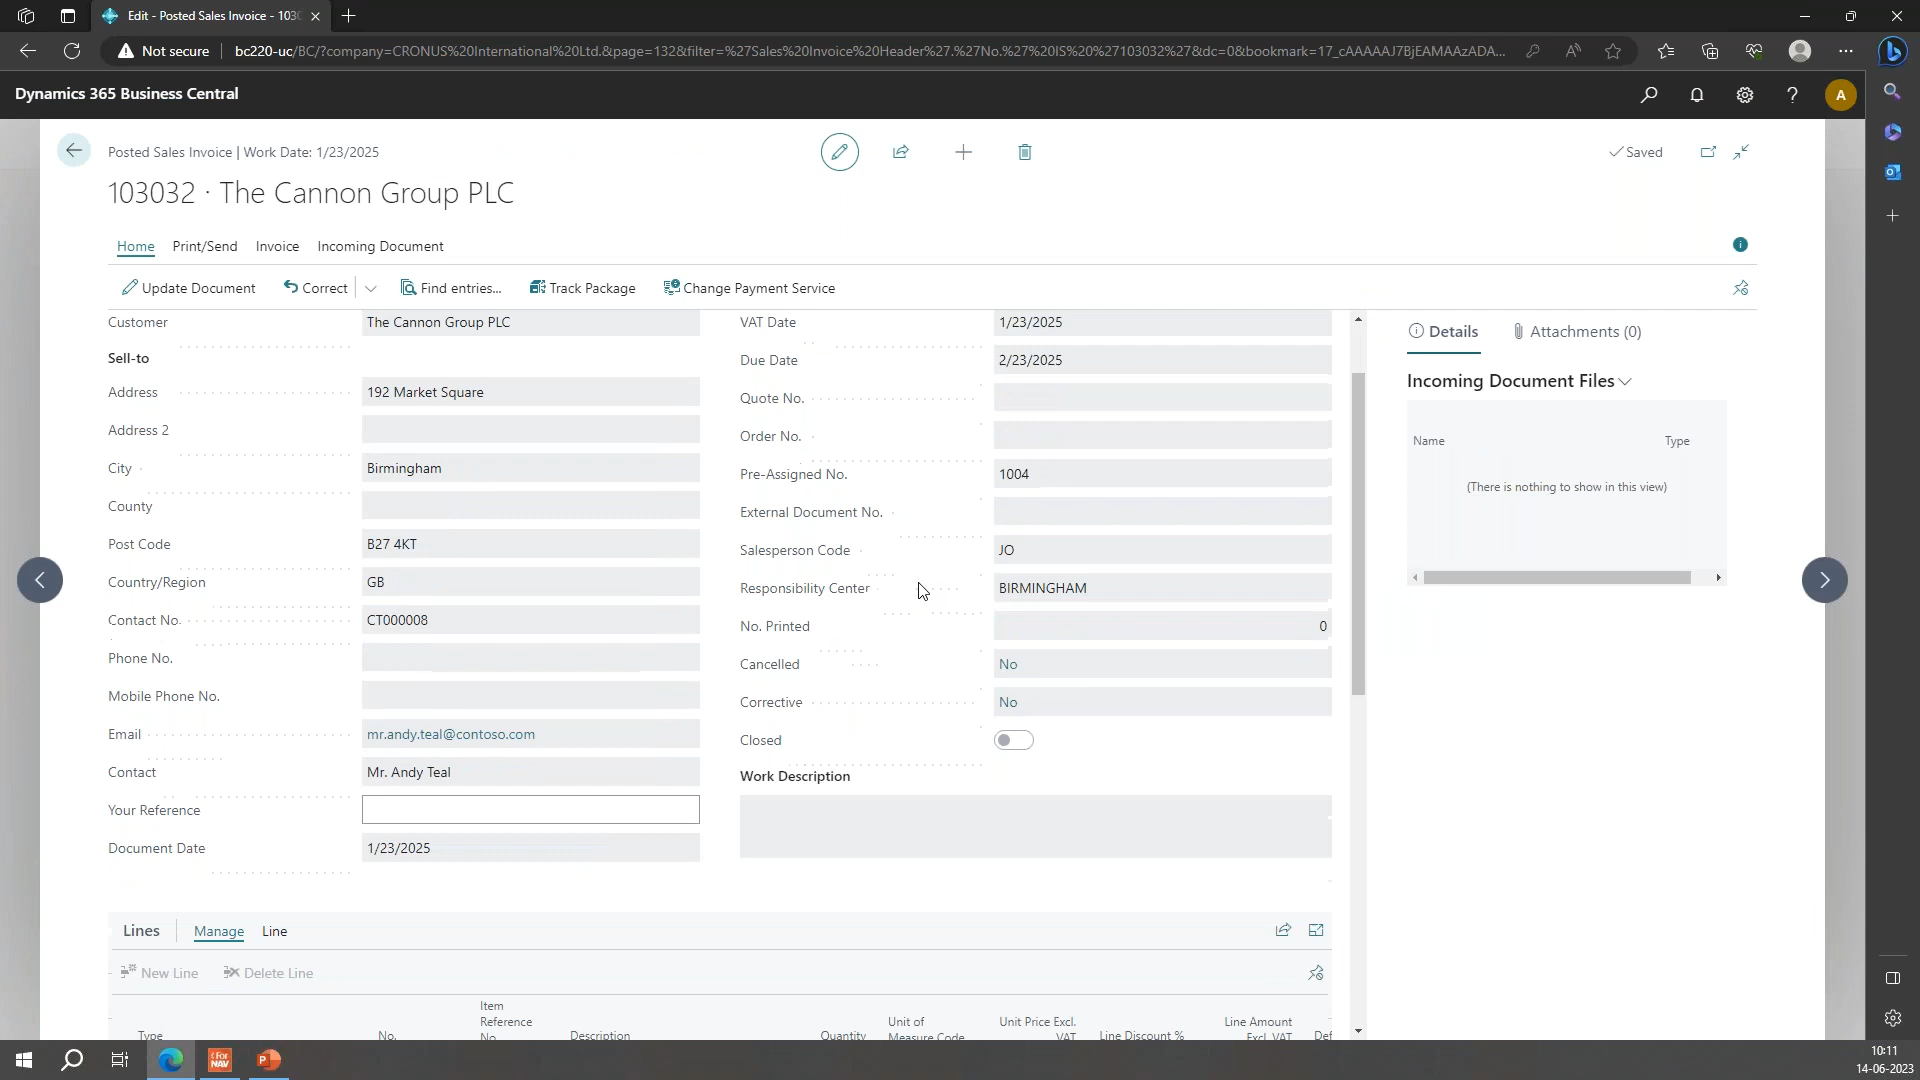 Edit - Posted Sales Invoice - 103
Not secure
bc220-uc/BC/?company=CRONUS%20International%20Ltd.&page=132&filter=%27Sales%20Invoice%20Header%27.%27No.%27%20IS%20%27103032%27&dc=0&bookmark=17_cAAAAAJ7BjEAMAAzADA...
Dynamics 365 Business Central
A
Posted Sales Invoice | Work Date: 1/23/2025
Saved
103032 · The Cannon Group PLC
Home Print/Send Invoice Incoming Document
Update Document Correct Find entries... Track Package Change Payment Service
Customer The Cannon Group PLC
Sell-to
Address 192 Market Square
Address 2
City Birmingham
County
Post Code B27 4KT
Country/Region GB
Contact No. CT000008
Phone No.
Mobile Phone No.
Email mr.andy.teal@contoso.com
Contact Mr. Andy Teal
Your Reference
Document Date 1/23/2025
VAT Date 1/23/2025
Due Date 2/23/2025
Quote No.
Order No.
Pre-Assigned No. 1004
External Document No.
Salesperson Code JO
Responsibility Center BIRMINGHAM
No. Printed 0
Cancelled No
Corrective No
Closed
Work Description
Details Attachments (0)
Incoming Document Files
Name Type
(There is nothing to show in this view)
Lines Manage Line
New Line Delete Line
Type
No.
Item
Reference
No.
Description
Quantity
Unit of
Measure Code
Unit Price Excl.
VAT
Line Discount %
Line Amount
Excl. VAT
Def
For
NAV
10:11
14-06-2023